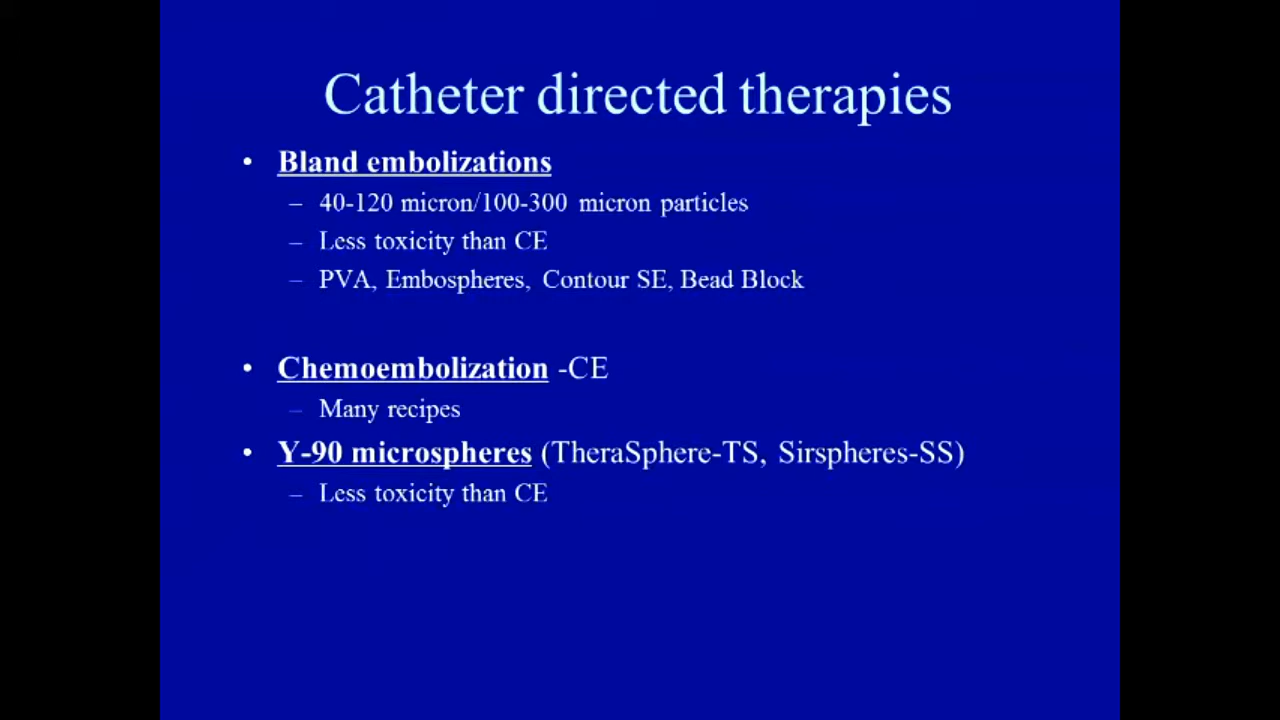 Catheter directed therapies
• Bland embolizations
– 40-120 micron/100-300 micron particles
– Less toxicity than CE
– PVA, Embospheres, Contour SE, Bead Block
• Chemoembolization -CE
– Many recipes
• Y-90 microspheres (TheraSphere-TS, Sirspheres-SS)
– Less toxicity than CE